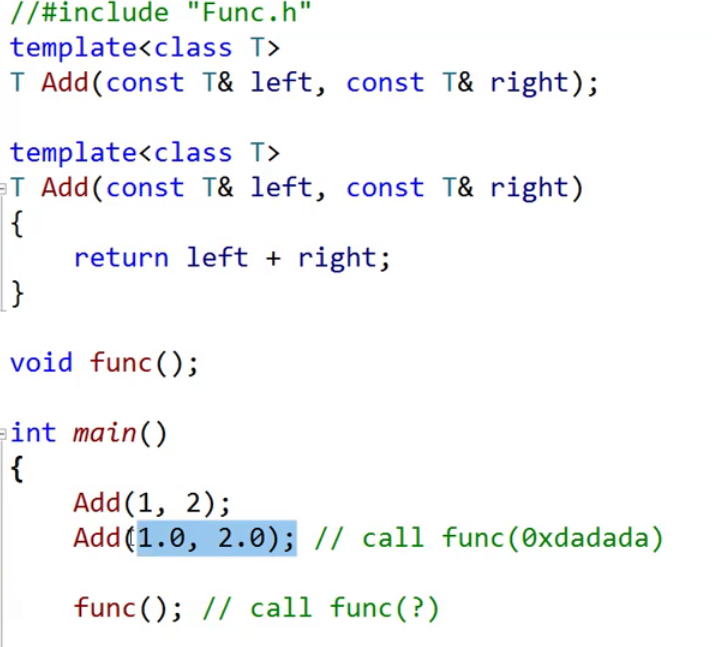 //#include "Func.h"
template<class T>
T Add(const T& left, const T& right);
template<class T>
T Add(const T& left, const T& right)
{
    return left + right;
}
void func();
int main()
{
    Add(1, 2);
    Add(1.0, 2.0); // call func(0xdadada)
    func(); // call func(?)